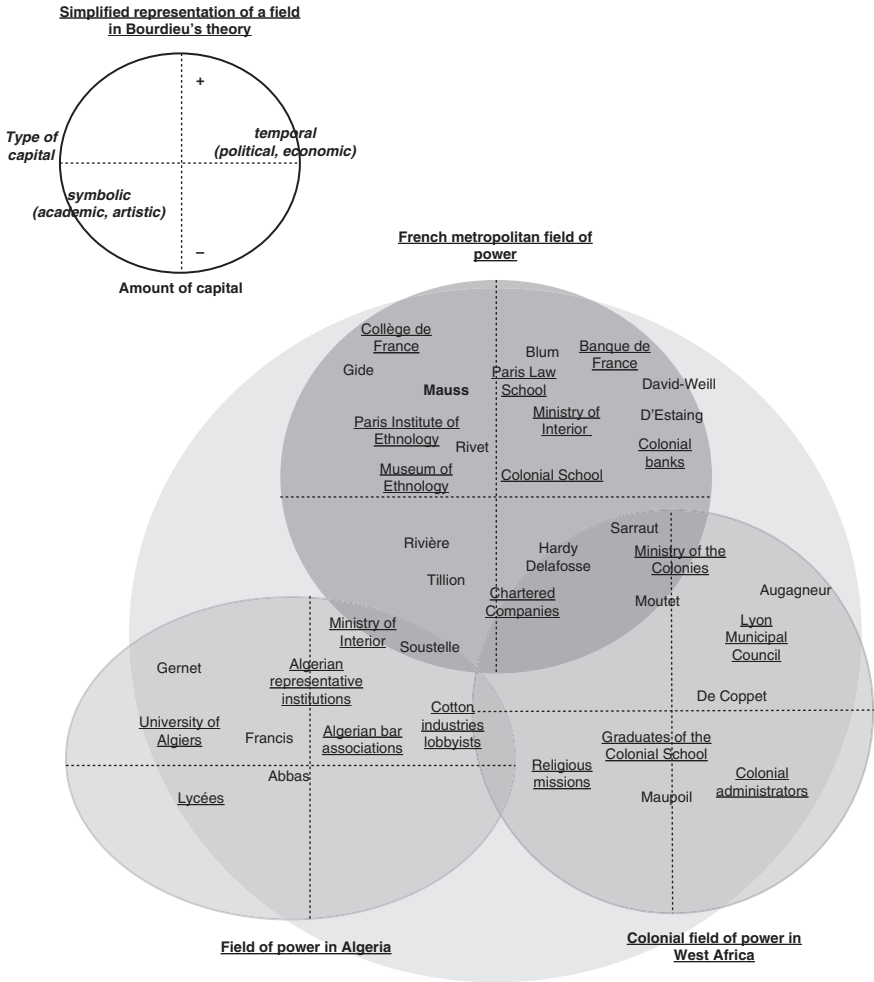 Simplified representation of a field
in Bourdieu's theory
+
Type of
capital
temporal
(political, economic)
symbolic
(academic, artistic)
–
Amount of capital
French metropolitan field of
power
Collège de
France
Gide
Mauss
Blum
Banque de
France
Paris Law
School
David-Weill
Paris Institute of
Ethnology
Rivet
Ministry of
Interior
D'Estaing
Colonial
banks
Museum of
Ethnology
Colonial School
Rivière
Tillion
Hardy
Delafosse
Chartered
Companies
Sarraut
Ministry of the
Colonies
Moutet
Augagneur
Lyon
Municipal
Council
De Coppet
Ministry of
Interior
Soustelle
Gernet
Algerian
representative
institutions
University of
Algiers
Francis
Algerian bar
associations
Cotton
industries
lobbyists
Abbas
Lycées
Graduates of the
Colonial School
Religious
missions
Maupoil
Colonial
administrators
Field of power in Algeria
Colonial field of power in
West Africa